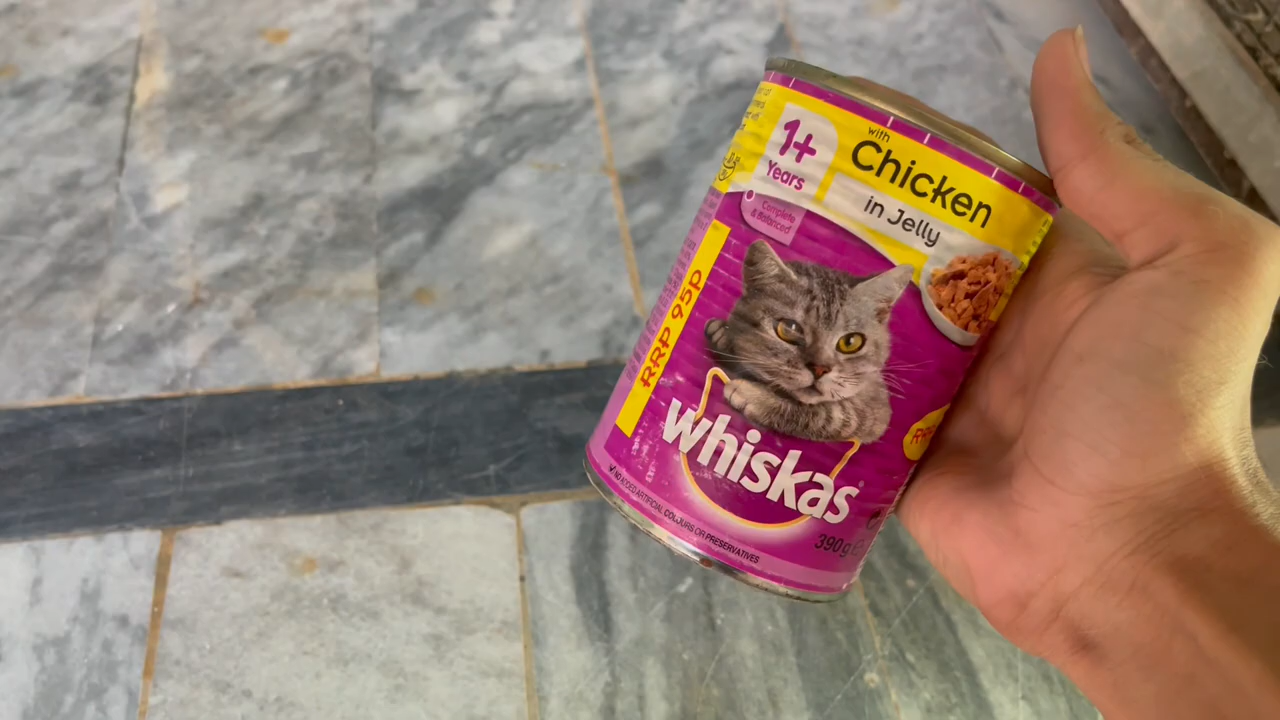 1+
Years
with
Chicken
in Jelly
Complete
& Balanced
RRP 95p
whiskas®
✓NO ADDED ARTIFICIAL COLOURS OR PRESERVATIVES
390g e